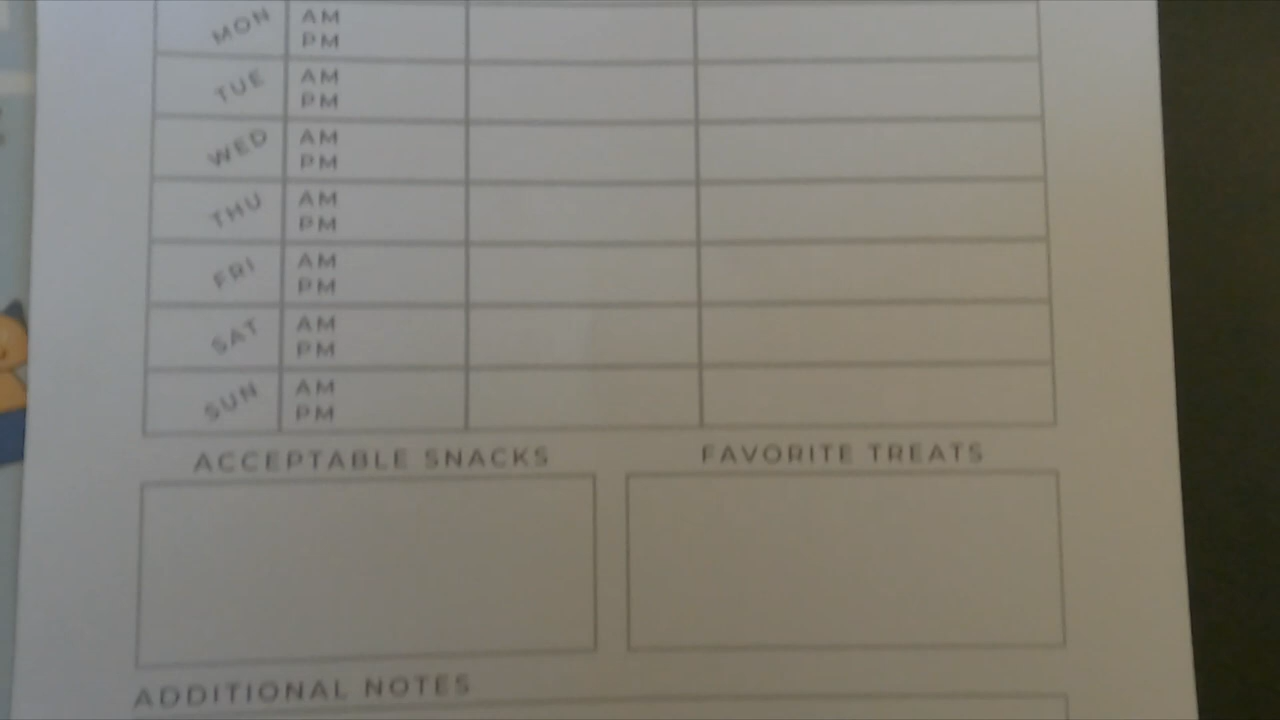 MON AM
PM
TUE AM
PM
WED AM
PM
THU AM
PM
FRI AM
PM
SAT AM
PM
SUN AM
PM
ACCEPTABLE SNACKS FAVORITE TREATS
ADDITIONAL NOTES